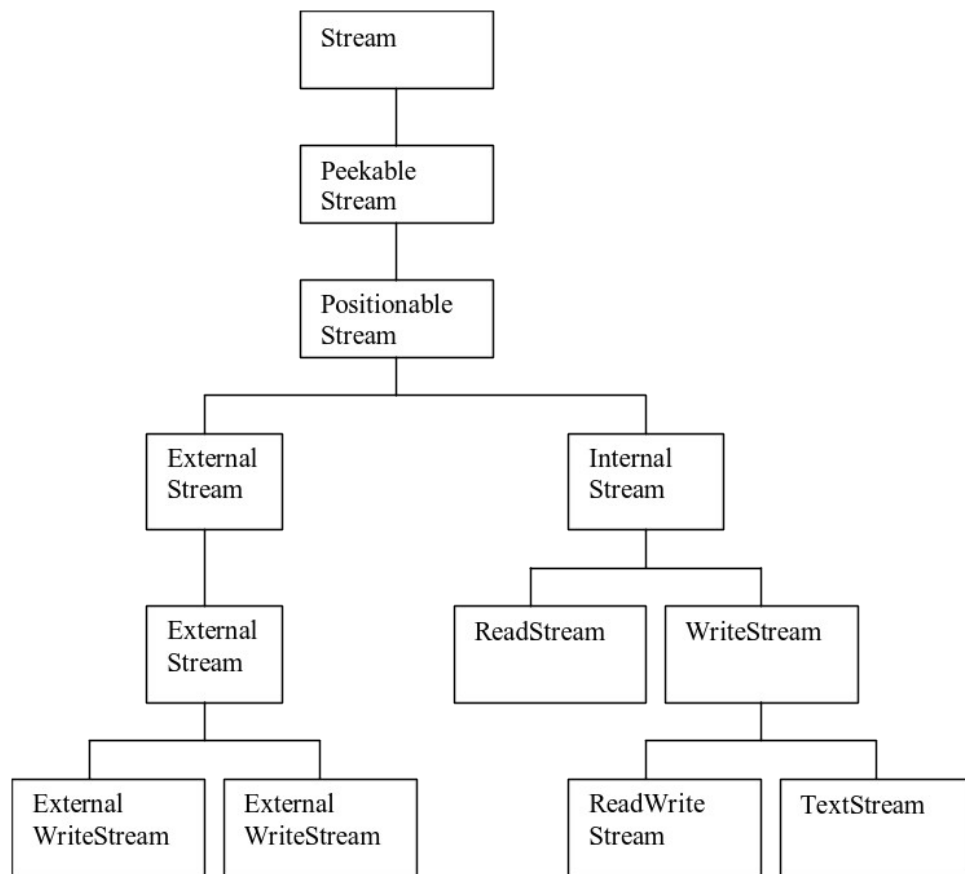 Stream
Peekable
Stream
Positionable
Stream
External
Stream
Internal
Stream
External
Stream
ReadStream
WriteStream
External
WriteStream
External
WriteStream
ReadWrite
Stream
TextStream